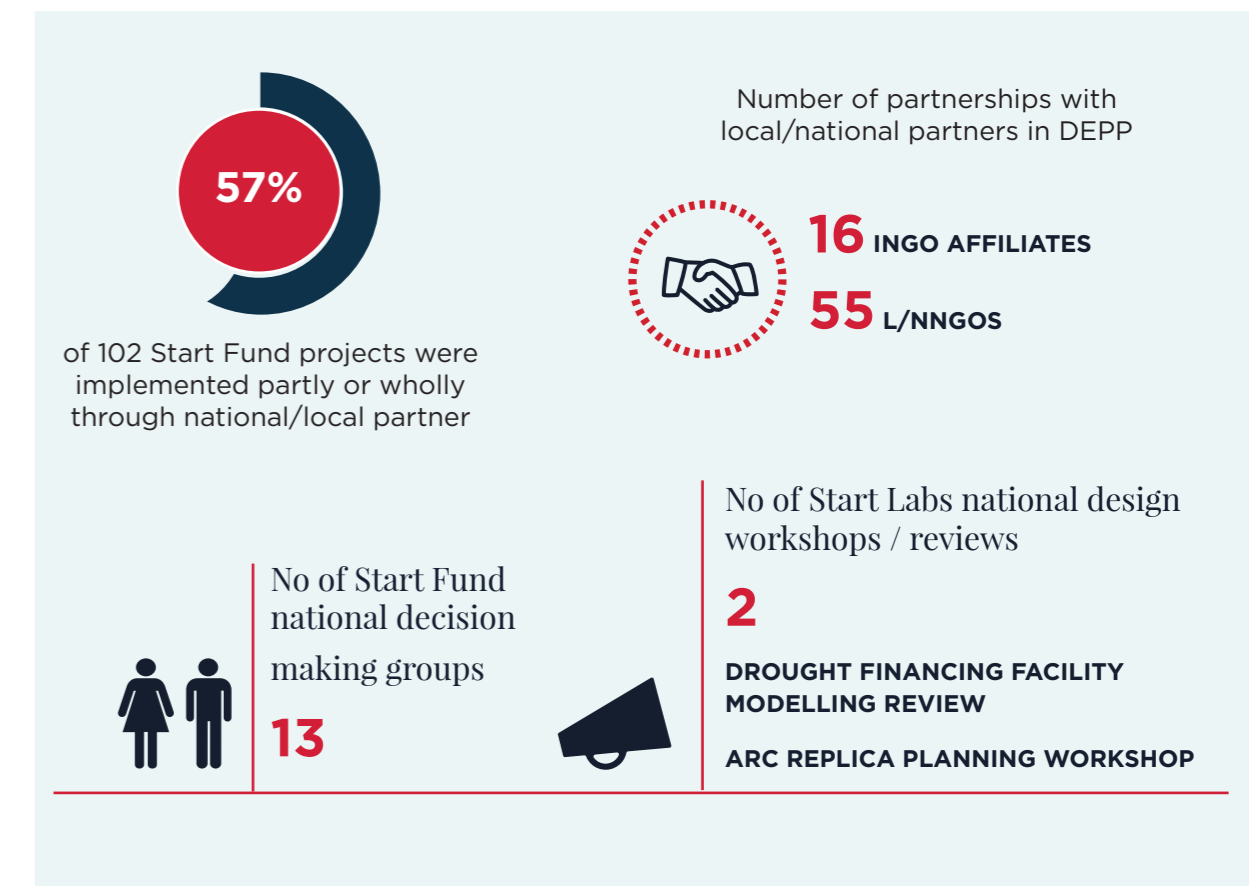 57%
of 102 Start Fund projects were
implemented partly or wholly
through national/local partner
Number of partnerships with
local/national partners in DEPP
16 INGO AFFILIATES
55 L/NNGOS
No of Start Fund
national decision
making groups
13
No of Start Labs national design
workshops / reviews
2
DROUGHT FINANCING FACILITY
MODELLING REVIEW
ARC REPLICA PLANNING WORKSHOP